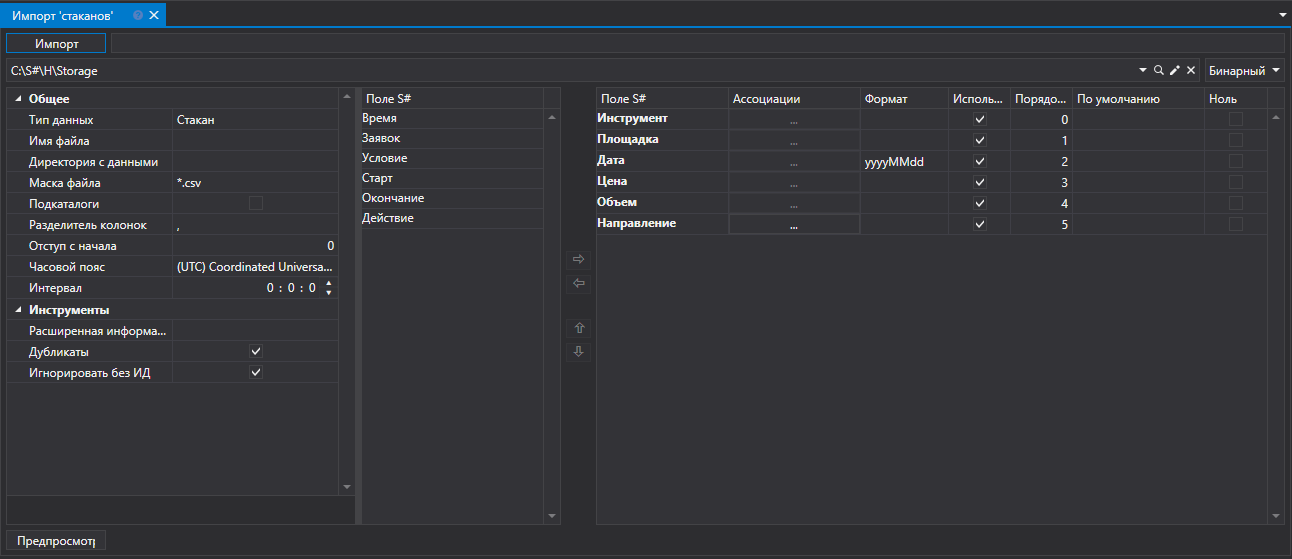 Импорт 'стаканов'
Импорт
C:\S#\H\Storage
Бинарный
Общее
Тип данных Стакан
Имя файла
Директория с данными
Маска файла *.csv
Подкаталоги
Разделитель колонок ,
Отступ с начала 0
Часовой пояс (UTC) Coordinated Universa...
Интервал 0 : 0 : 0
Инструменты
Расширенная информа...
Дубликаты
Игнорировать без ИД
Поле S#
Время
Заявок
Условие
Старт
Окончание
Действие
Поле S# Ассоциации Формат Исполь... Порядо... По умолчанию Ноль
Инструмент ... 0
Площадка ... 1
Дата ... yyyyMMdd 2
Цена ... 3
Объем ... 4
Направление ... 5
Предпросмотр